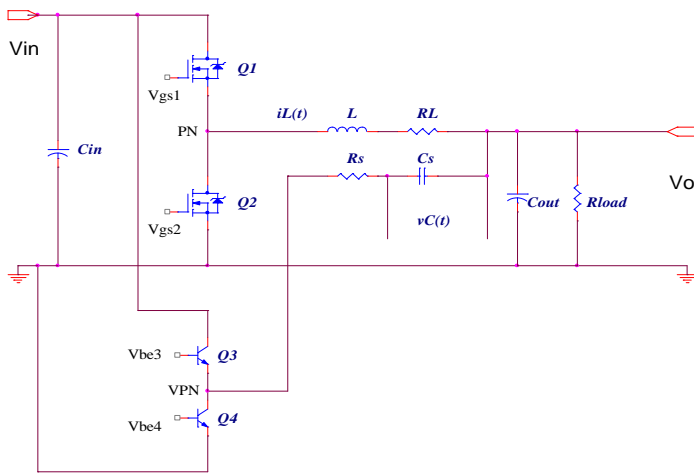 Vin
Q1
Vgs1
iL(t)
L
RL
PN
Rs
Cs
Cin
Q2
Vo
Cout
Rload
Vgs2
vC(t)
Vbe3
Q3
VPN
Q4
Vbe4